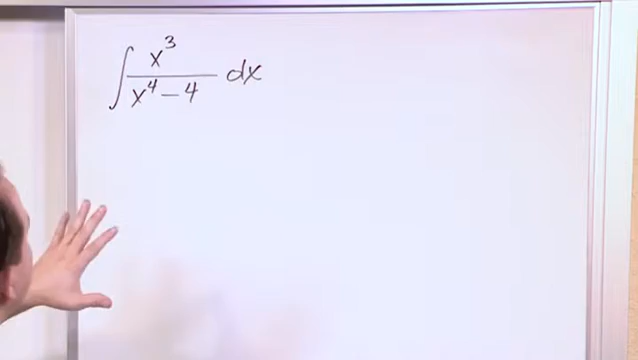 ∫ x³/(x⁴ − 4) dx